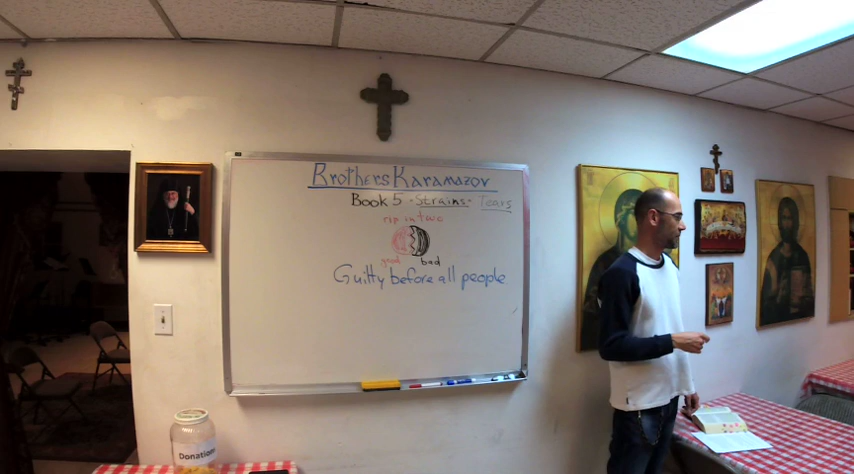 Brothers Karamazov
Book 5 - Strains - Tears
rip in two
good bad
Guilty before all people
Donations